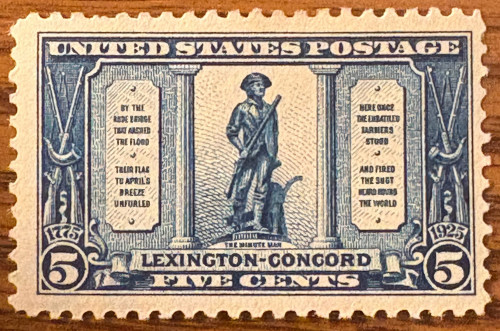 UNITED STATES POSTAGE
BY THE
RUDE BRIDGE
THAT ARCHED
THE FLOOD
THEIR FLAG
TO APRIL'S
BREEZE
UNFURLED
HERE ONCE
THE EMBATTLED
FARMERS
STOOD
AND FIRED
THE SHOT
HEARD ROUND
THE WORLD
1775
1925
THE MINUTE MAN
5
LEXINGTON-CONCORD
5
FIVE CENTS